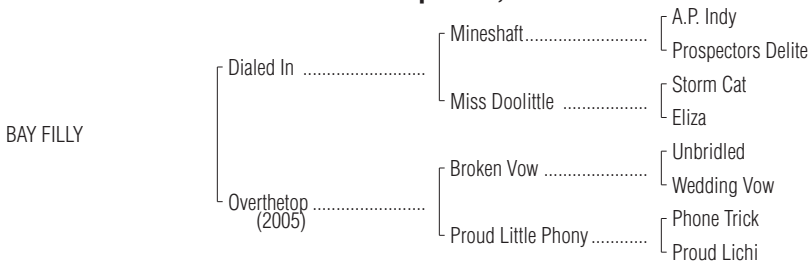 A.P. Indy
Mineshaft..........................
Prospectors Delite
Dialed In ..........................
Storm Cat
Miss Doolittle ..................
Eliza
BAY FILLY
Unbridled
Broken Vow ......................
Wedding Vow
Overthetop ........................
(2005)
Phone Trick
Proud Little Phony............
Proud Lichi